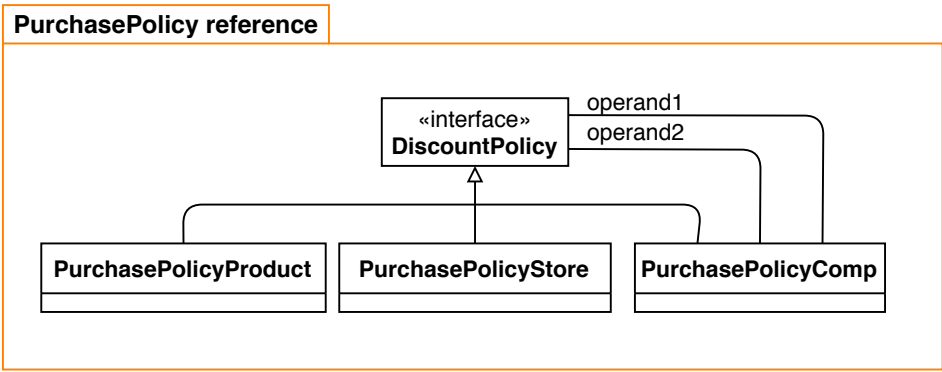 PurchasePolicy reference
operand1
«interface»
DiscountPolicy
operand2
PurchasePolicyProduct
PurchasePolicyStore
PurchasePolicyComp